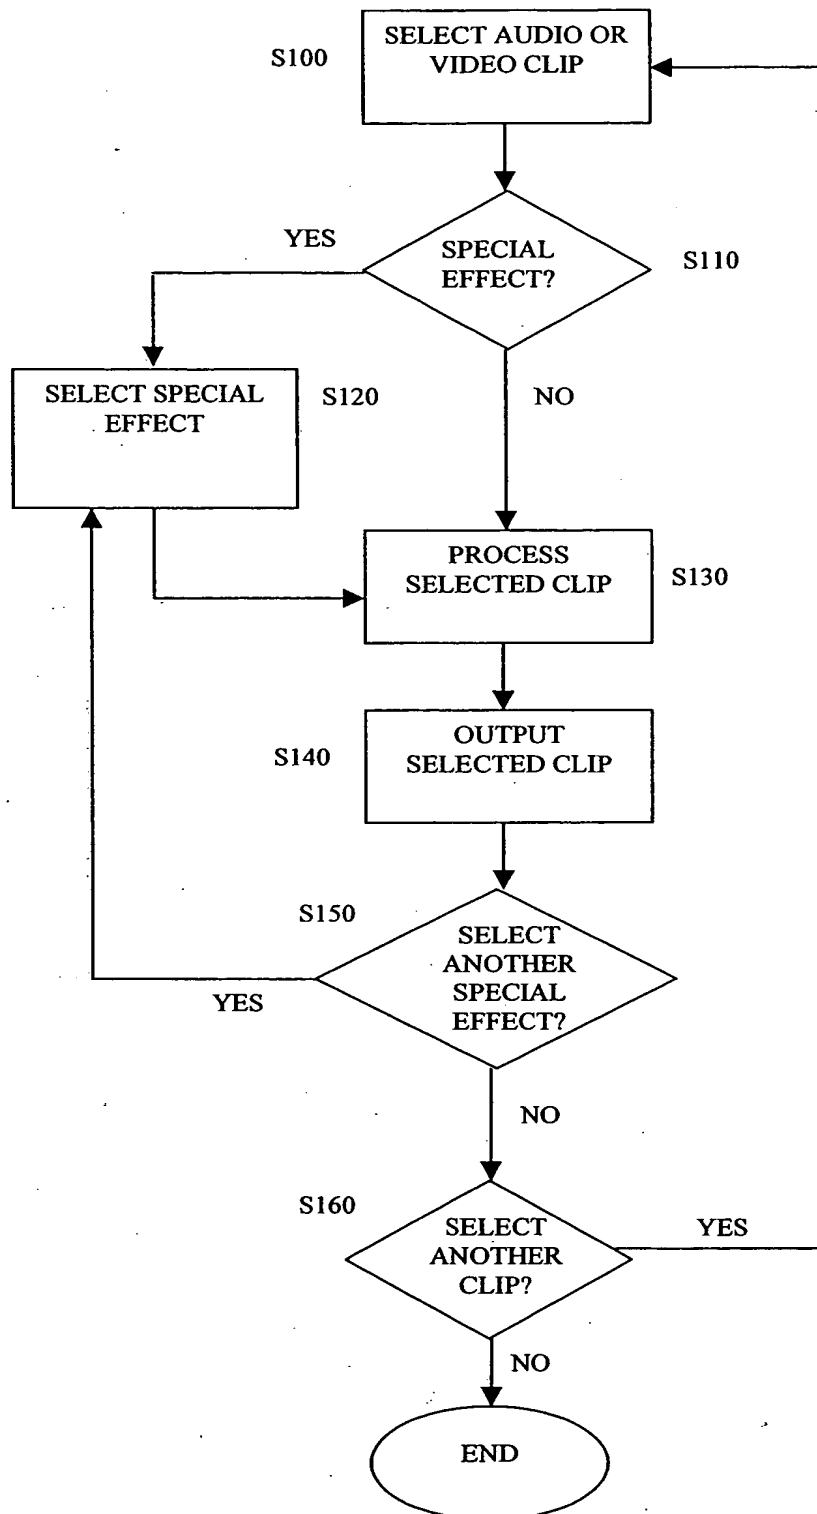 SELECT AUDIO OR
VIDEO CLIP
S100
SPECIAL
EFFECT?
S110
YES
NO
SELECT SPECIAL
EFFECT
S120
PROCESS
SELECTED CLIP
S130
OUTPUT
SELECTED CLIP
S140
S150
SELECT
ANOTHER
SPECIAL
EFFECT?
YES
NO
S160
SELECT
ANOTHER
CLIP?
YES
NO
END